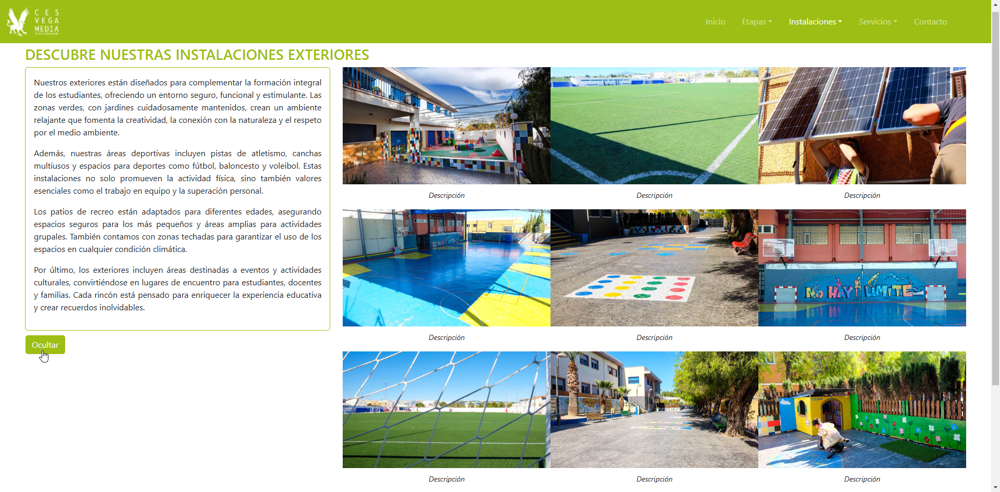 CES
VEGA
MEDIA
Inicio
Etapas
Instalaciones
Servicios
Contacto
DESCUBRE NUESTRAS INSTALACIONES EXTERIORES
Nuestros exteriores están diseñados para complementar la formación integral
de los estudiantes, ofreciendo un entorno seguro, funcional y estimulante. Las
zonas verdes, con jardines cuidadosamente mantenidos, crean un ambiente
relajante que fomenta la creatividad, la conexión con la naturaleza y el respeto
por el medio ambiente.
Además, nuestras áreas deportivas incluyen pistas de atletismo, canchas
multiusos y espacios para deportes como fútbol, baloncesto y voleibol. Estas
instalaciones no solo promueven la actividad física, sino también valores
esenciales como el trabajo en equipo y la superación personal.
Los patios de recreo están adaptados para diferentes edades, asegurando
espacios seguros para los más pequeños y áreas amplias para actividades
grupales. También contamos con zonas techadas para garantizar el uso de los
espacios en cualquier condición climática.
Por último, los exteriores incluyen áreas destinadas a eventos y actividades
culturales, convirtiéndose en lugares de encuentro para estudiantes, docentes
y familias. Cada rincón está pensado para enriquecer la experiencia educativa
y crear recuerdos inolvidables.
Ocultar
Descripción
Descripción
Descripción
NO HAY LIMITE
Descripción
Descripción
Descripción
TIENDA
Descripción
Descripción
Descripción